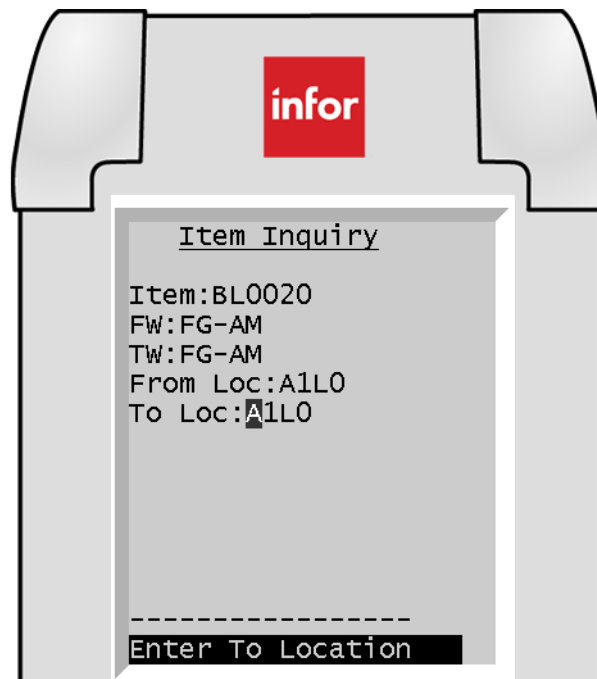 infor
Item Inquiry
Item:BL0020
FW:FG-AM
TW:FG-AM
From Loc:A1L0
To Loc:A1L0
-----------------
Enter To Location